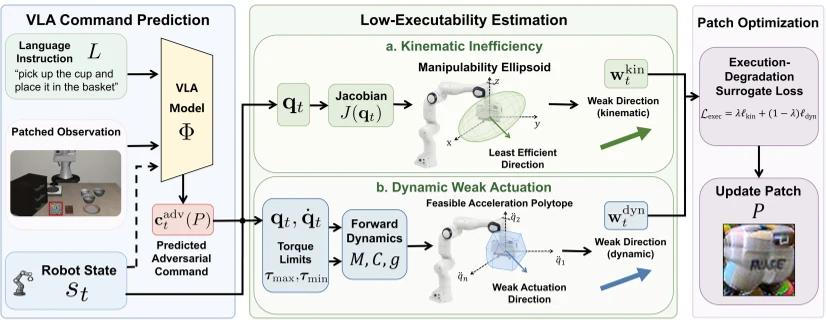 VLA Command Prediction
Language
Instruction L
“pick up the cup and
place it in the basket”
Patched Observation
VLA
Model
Φ
c_t^adv(P)
Predicted
Adversarial
Command
Robot State
s_t
Low-Executability Estimation
a. Kinematic Inefficiency
q_t
Jacobian
J(q_t)
Manipulability Ellipsoid
z
y
x
Least Efficient
Direction
w_t^kin
Weak Direction
(kinematic)
b. Dynamic Weak Actuation
q_t, q̇_t
Torque
Limits
τ_max, τ_min
Forward
Dynamics
M, C, g
Feasible Acceleration Polytope
q̈_2
q̈_1
q̈_n
Weak Actuation
Direction
w_t^dyn
Weak Direction
(dynamic)
Patch Optimization
Execution-
Degradation
Surrogate Loss
ℒ_exec = λℓ_kin + (1 − λ)ℓ_dyn
Update Patch
P